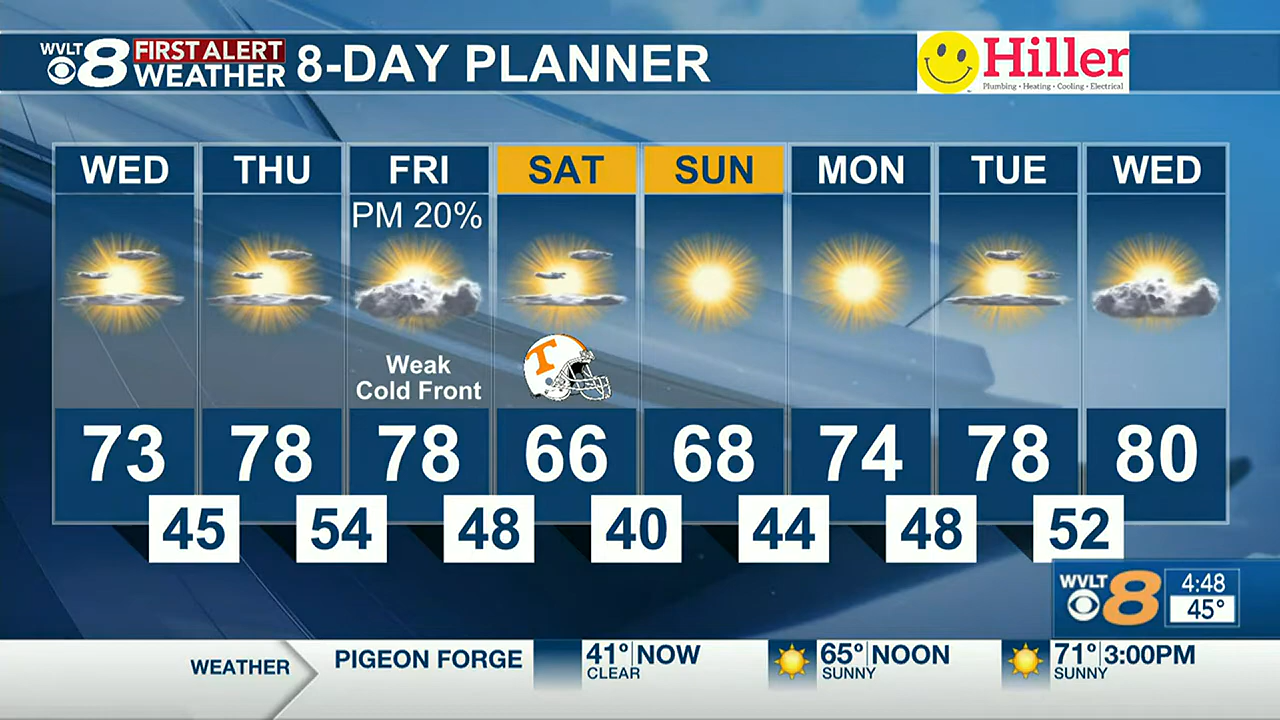 WVLT 8 FIRST ALERT WEATHER 8-DAY PLANNER
Hiller
Plumbing • Heating • Cooling • Electrical
WED THU FRI SAT SUN MON TUE WED
PM 20%
Weak
Cold Front
T
73 78 78 66 68 74 78 80
45 54 48 40 44 48 52
WVLT 8
4:48
45°
WEATHER
PIGEON FORGE
41° NOW
CLEAR
65° NOON
SUNNY
71° 3:00PM
SUNNY